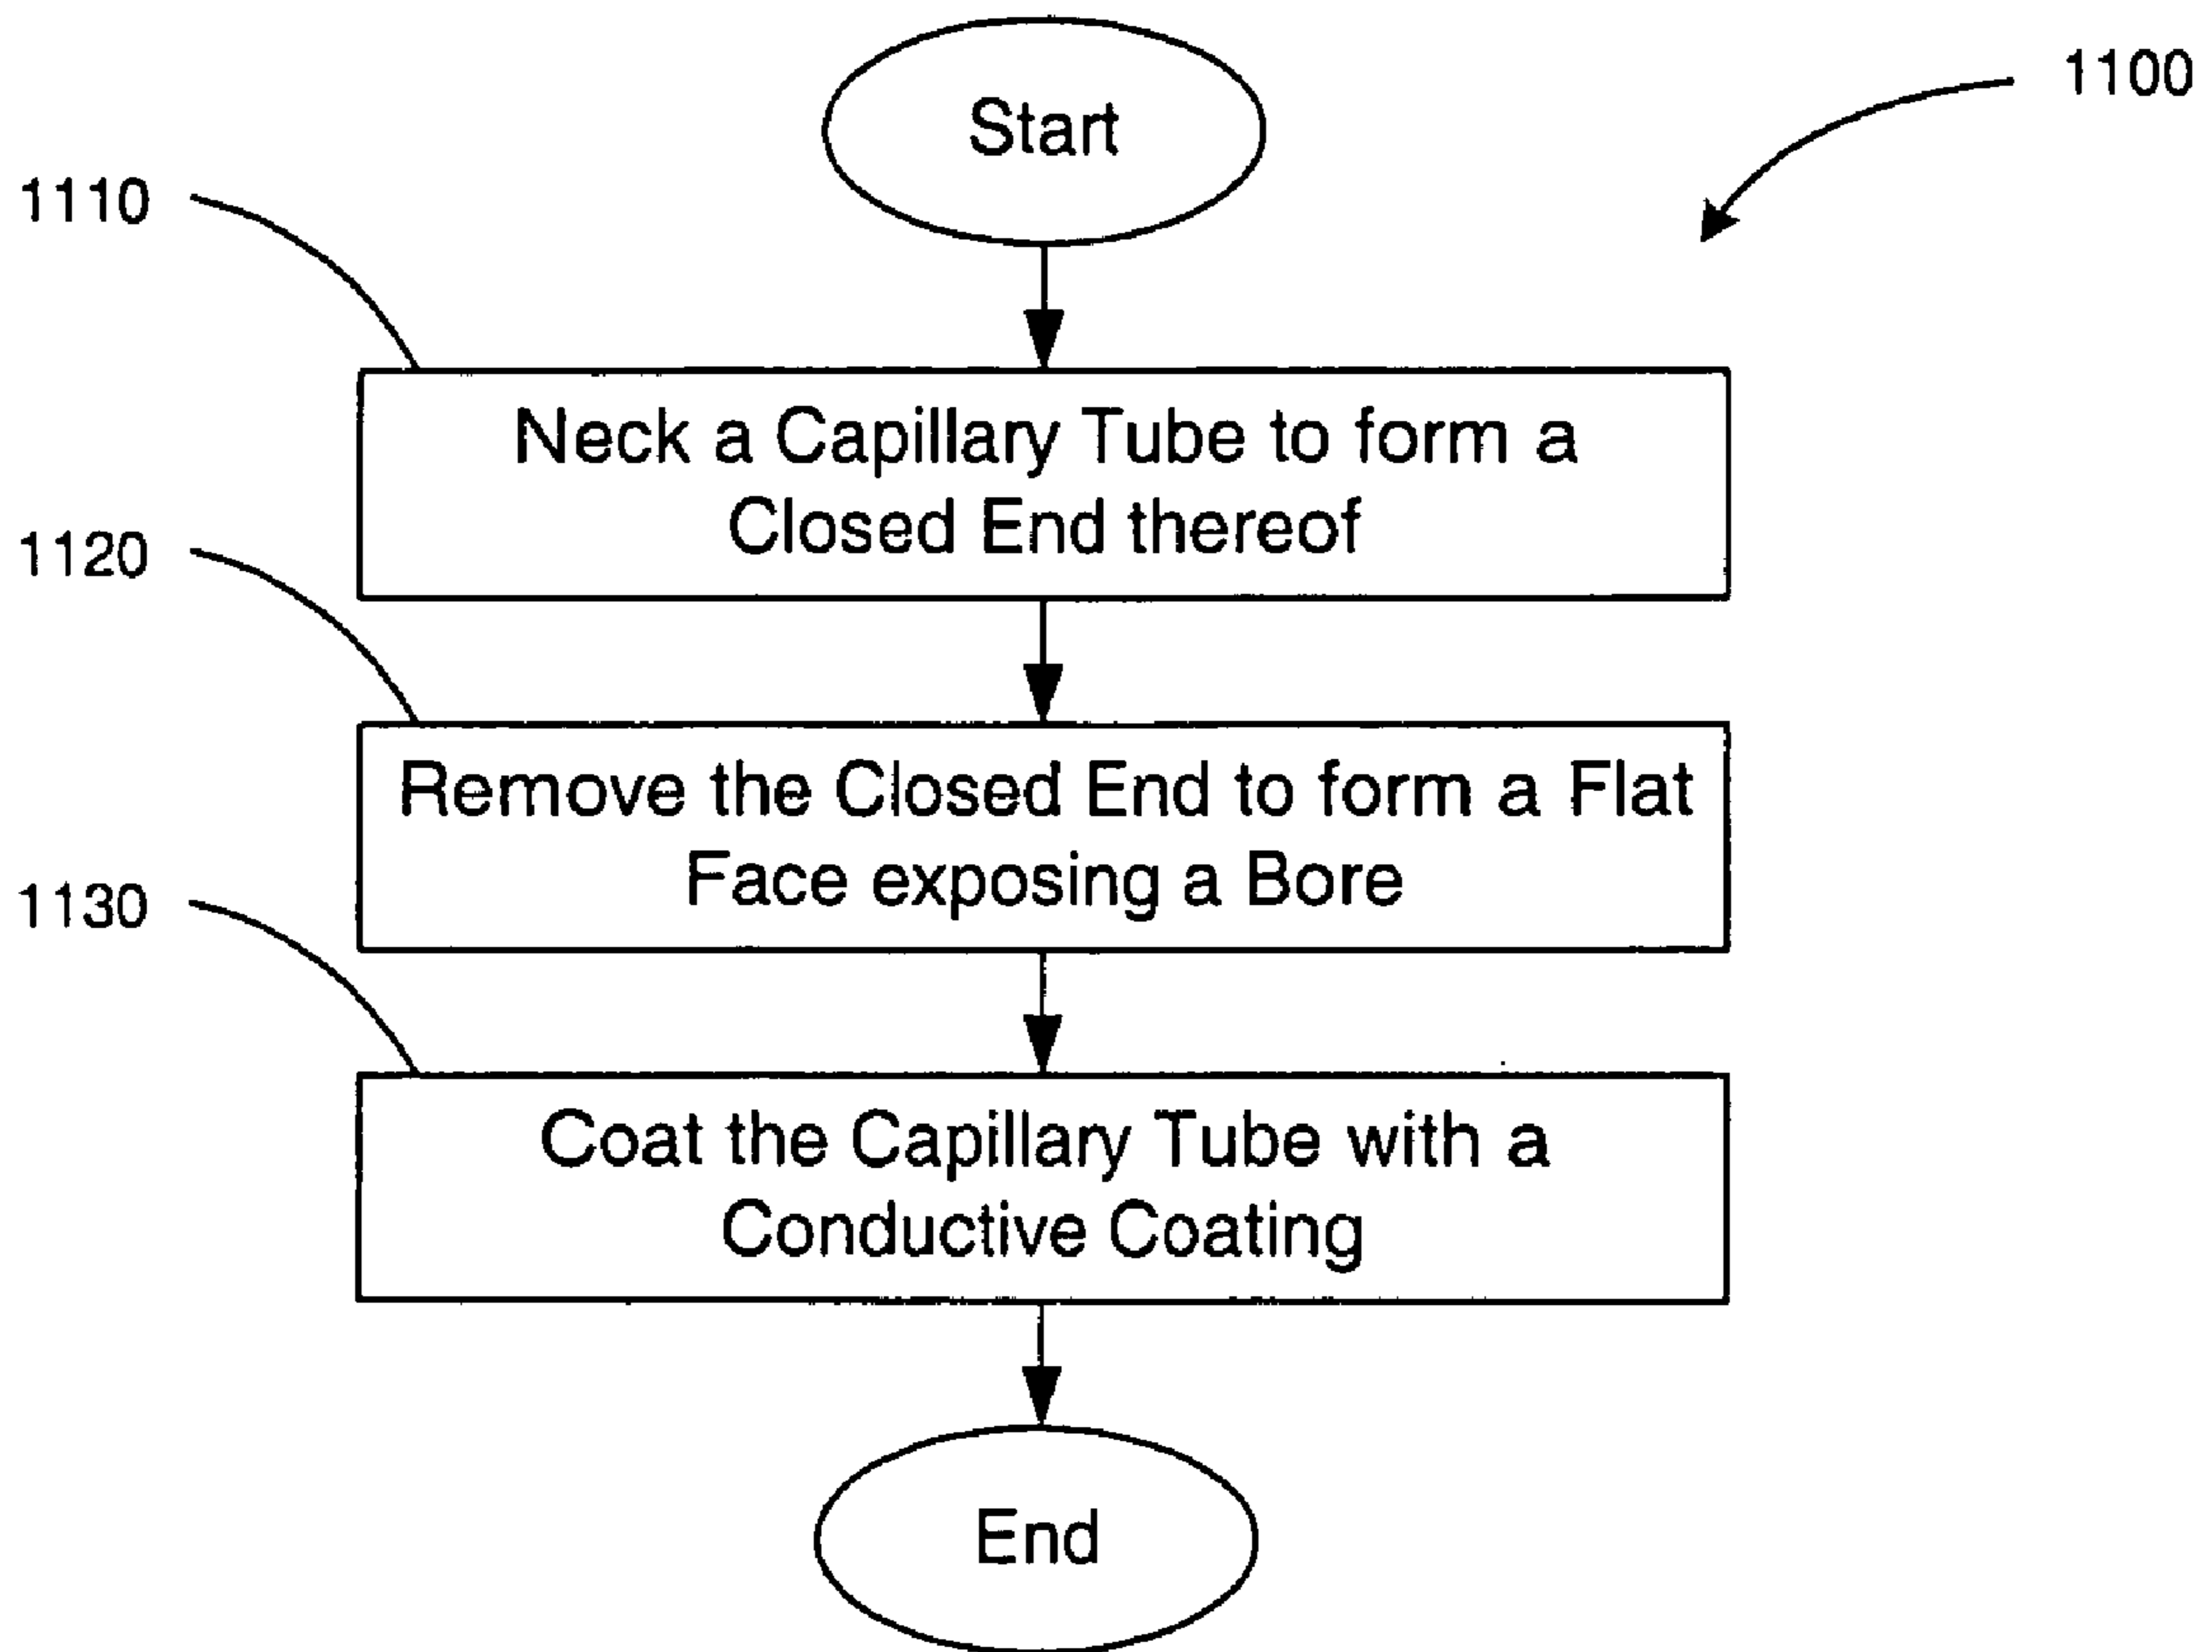 Start
1100
1110
Neck a Capillary Tube to form a
Closed End thereof
1120
Remove the Closed End to form a Flat
Face exposing a Bore
1130
Coat the Capillary Tube with a
Conductive Coating
End